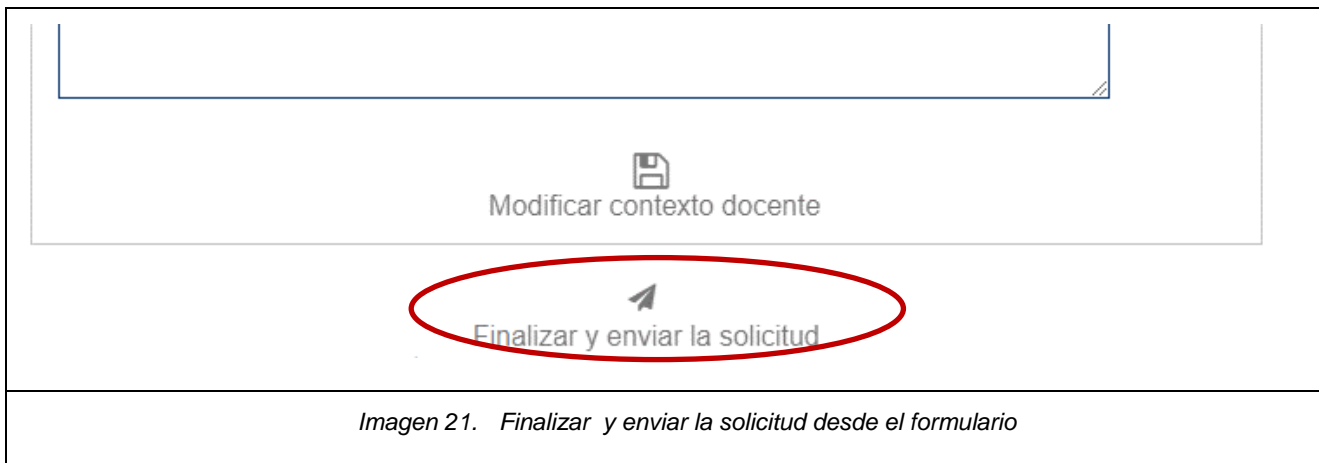 Modificar contexto docente
Finalizar y enviar la solicitud
Imagen 21. Finalizar y enviar la solicitud desde el formulario